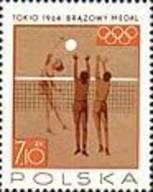 TOKIO 1964 BRĄZOWY MEDAL
7,10 ZŁ
POLSKA